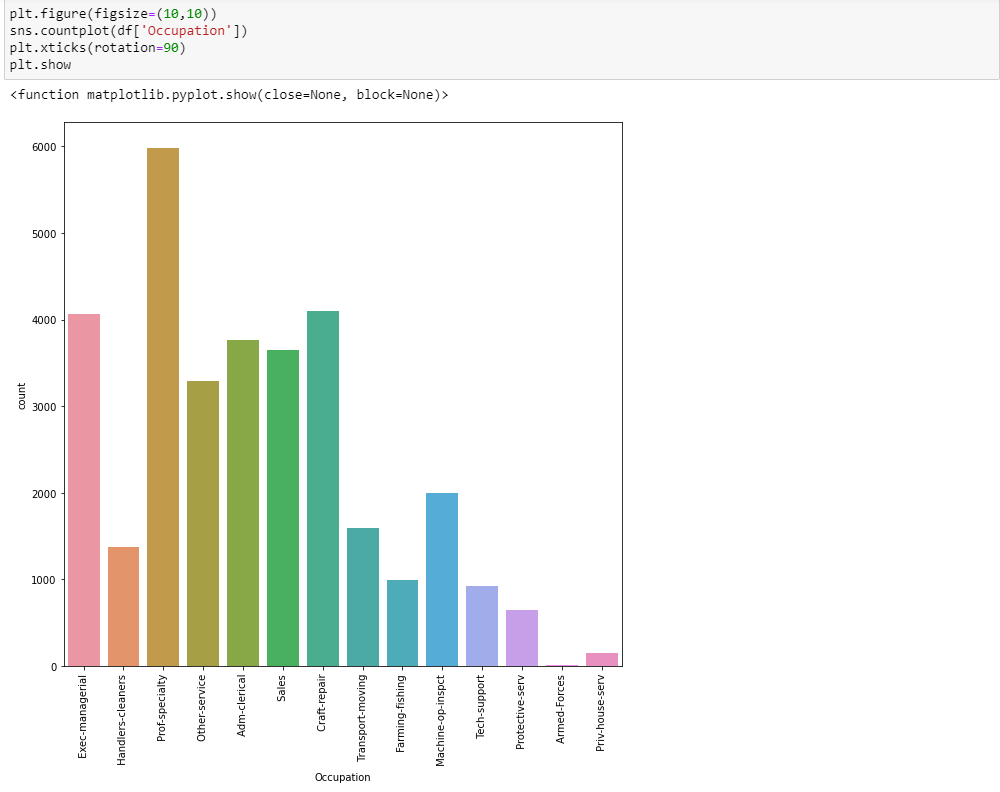 plt.figure(figsize=(10,10))
sns.countplot(df['Occupation'])
plt.xticks(rotation=90)
plt.show
<function matplotlib.pyplot.show(close=None, block=None)>
6000
5000
4000
3000
2000
1000
0
count
Exec-managerial
Handlers-cleaners
Prof-specialty
Other-service
Adm-clerical
Sales
Craft-repair
Transport-moving
Farming-fishing
Machine-op-inspct
Tech-support
Protective-serv
Armed-Forces
Priv-house-serv
Occupation